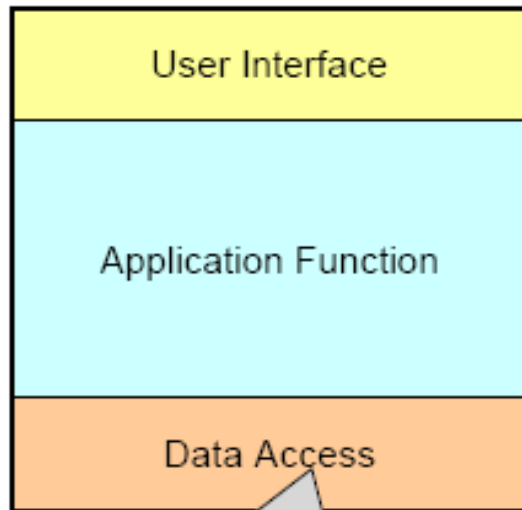 User Interface
Application Function
Data Access